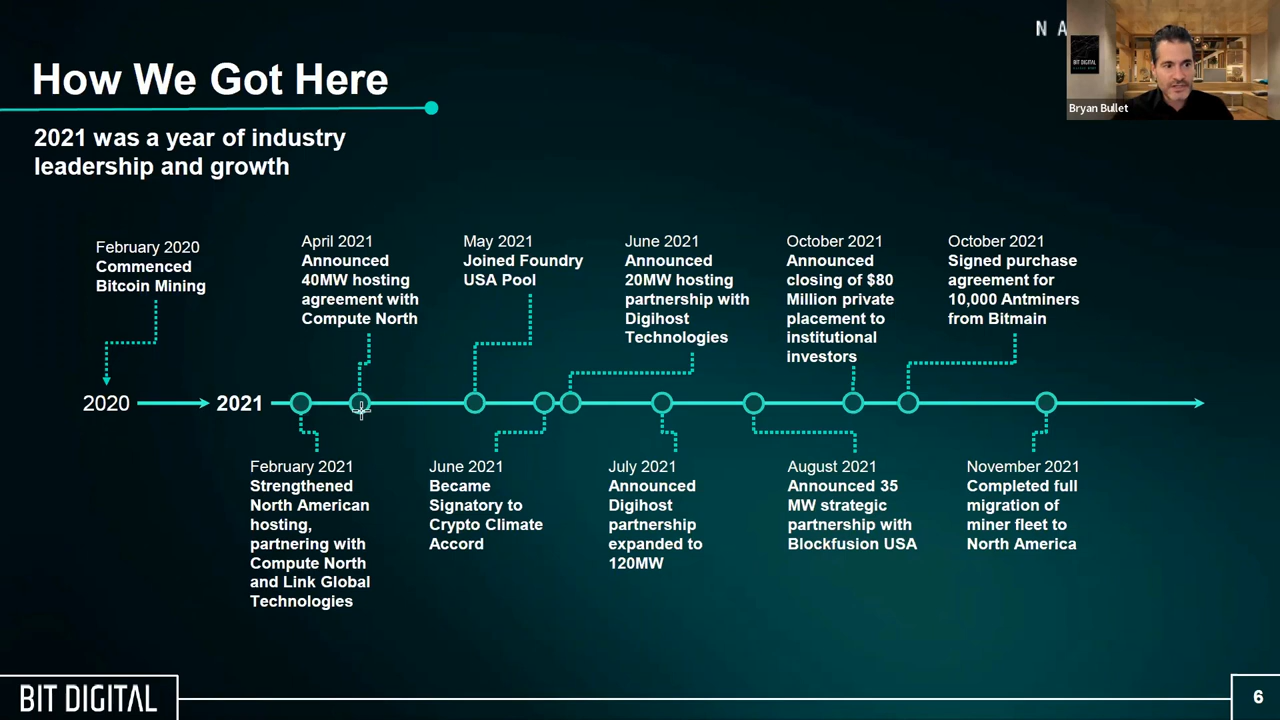 N A
BIT DIGITAL
Bryan Bullet
How We Got Here
2021 was a year of industry
leadership and growth
February 2020
Commenced
Bitcoin Mining
April 2021
Announced
40MW hosting
agreement with
Compute North
May 2021
Joined Foundry
USA Pool
June 2021
Announced
20MW hosting
partnership with
Digihost
Technologies
October 2021
Announced
closing of $80
Million private
placement to
institutional
investors
October 2021
Signed purchase
agreement for
10,000 Antminers
from Bitmain
2020
2021
February 2021
Strengthened
North American
hosting,
partnering with
Compute North
and Link Global
Technologies
June 2021
Became
Signatory to
Crypto Climate
Accord
July 2021
Announced
Digihost
partnership
expanded to
120MW
August 2021
Announced 35
MW strategic
partnership with
Blockfusion USA
November 2021
Completed full
migration of
miner fleet to
North America
BIT DIGITAL
6